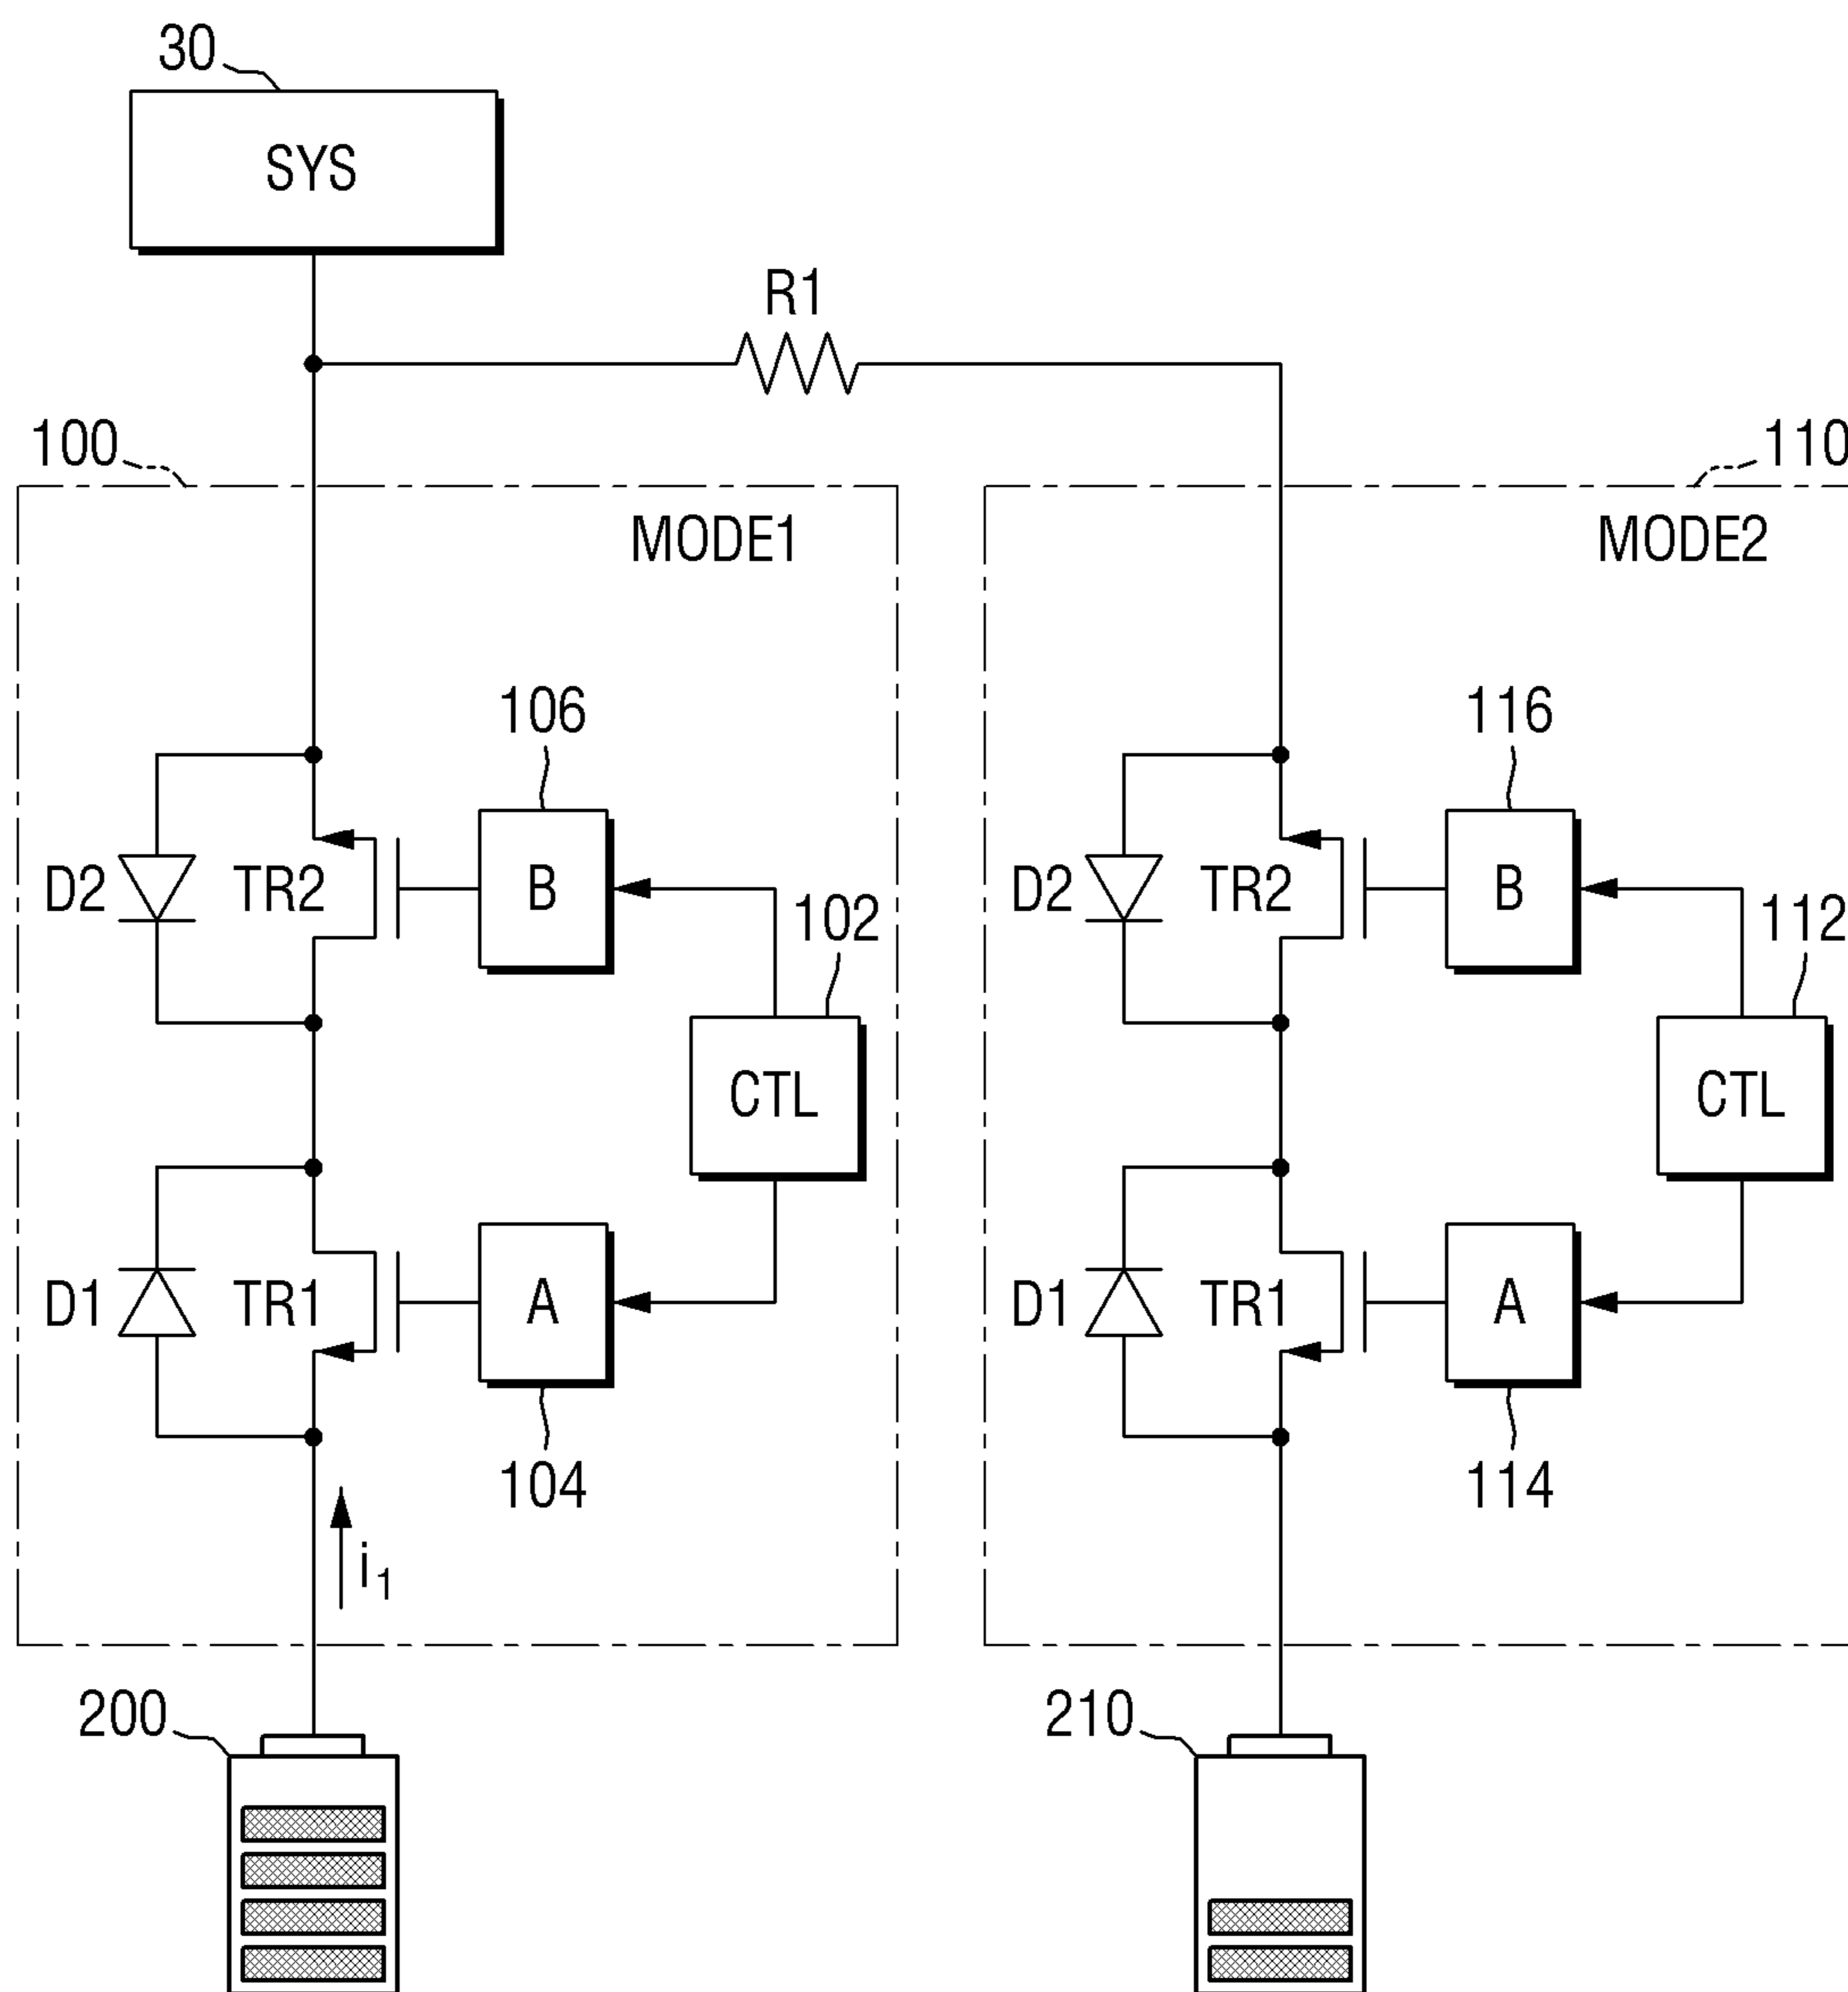 30
SYS
R1
100
110
MODE1
MODE2
106
116
D2
TR2
B
D2
TR2
B
102
112
CTL
CTL
D1
TR1
A
D1
TR1
A
104
114
i1
200
210